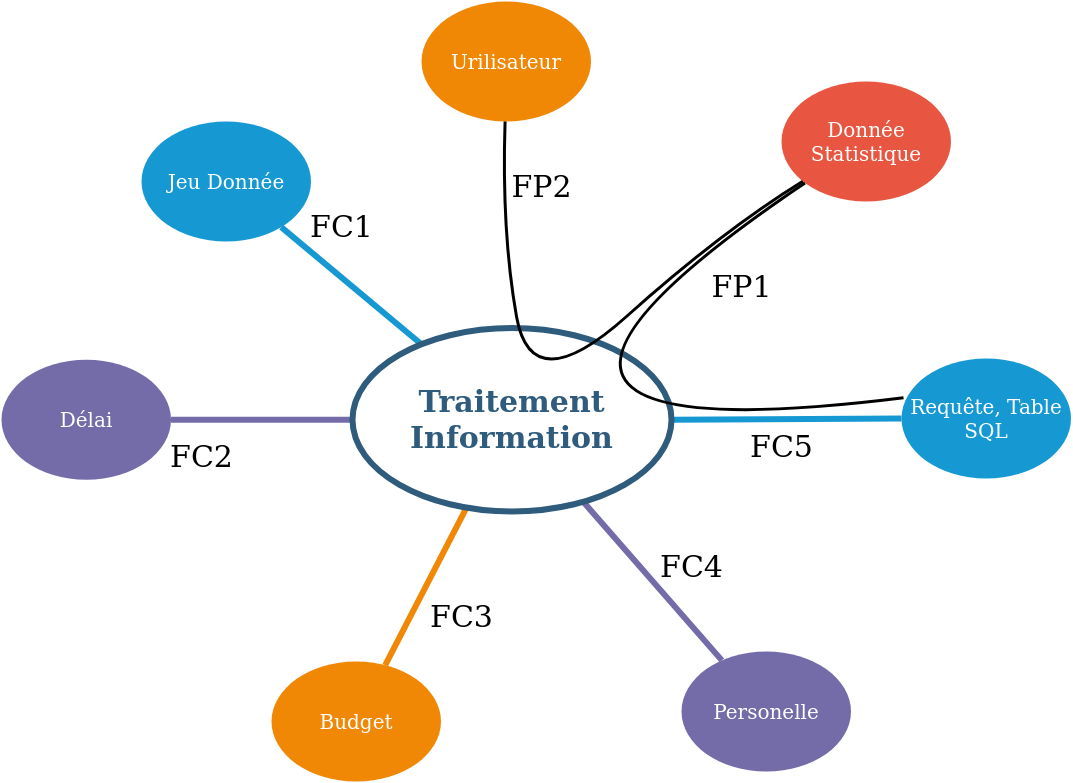 Urilisateur
Donnée
Statistique
Jeu Donnée
FP2
FC1
FP1
Traitement
Information
Requête, Table
SQL
Délai
FC2
FC5
FC4
FC3
Personelle
Budget